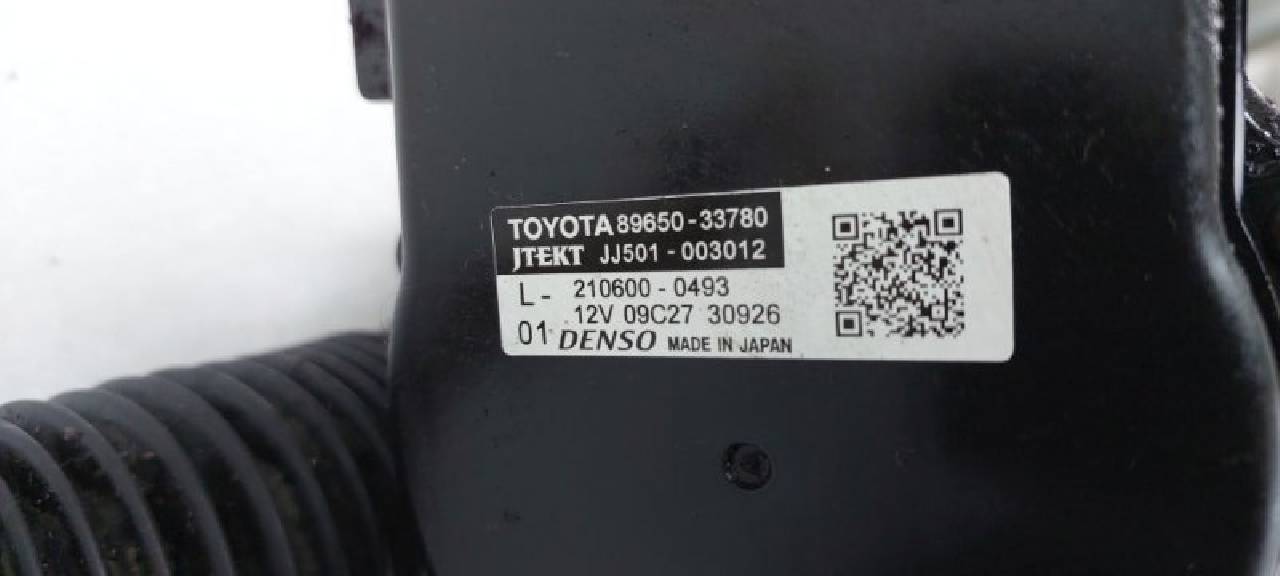 TOYOTA 89650-33780
JTEKT JJ501-003012
L- 210600-0493
12V 09C27 30926
01 DENSO MADE IN JAPAN